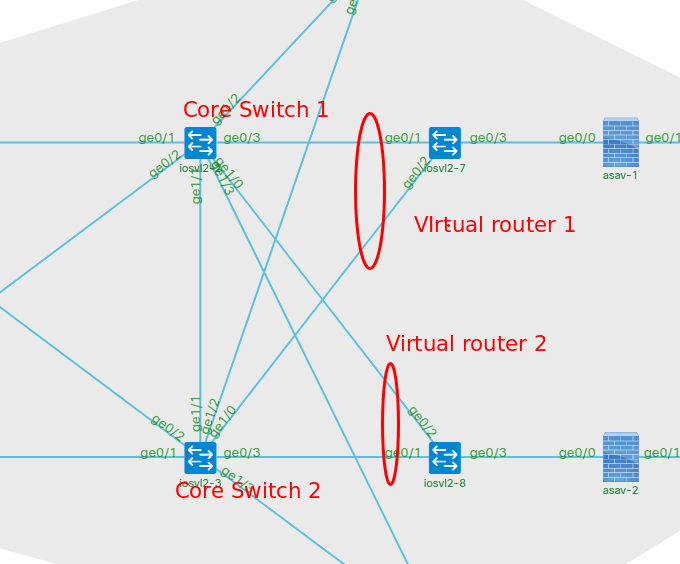 ge
ge0/2
Core Switch 1
ge0/1
ge0/3
ge0/1
ge0/3
ge0/0
ge0/1
ge0/2
iosvl2-
ge1/0
ge1/3
ge1/1
ge0/2
iosvl2-7
asav-1
VIrtual router 1
Virtual router 2
ge1/1
ge1/2
ge1/0
ge0/2
ge0/2
ge0/1
ge0/3
ge0/1
ge0/3
ge0/0
ge0/1
iosvl2-3
ge1/3
Core Switch 2
iosvl2-8
asav-2